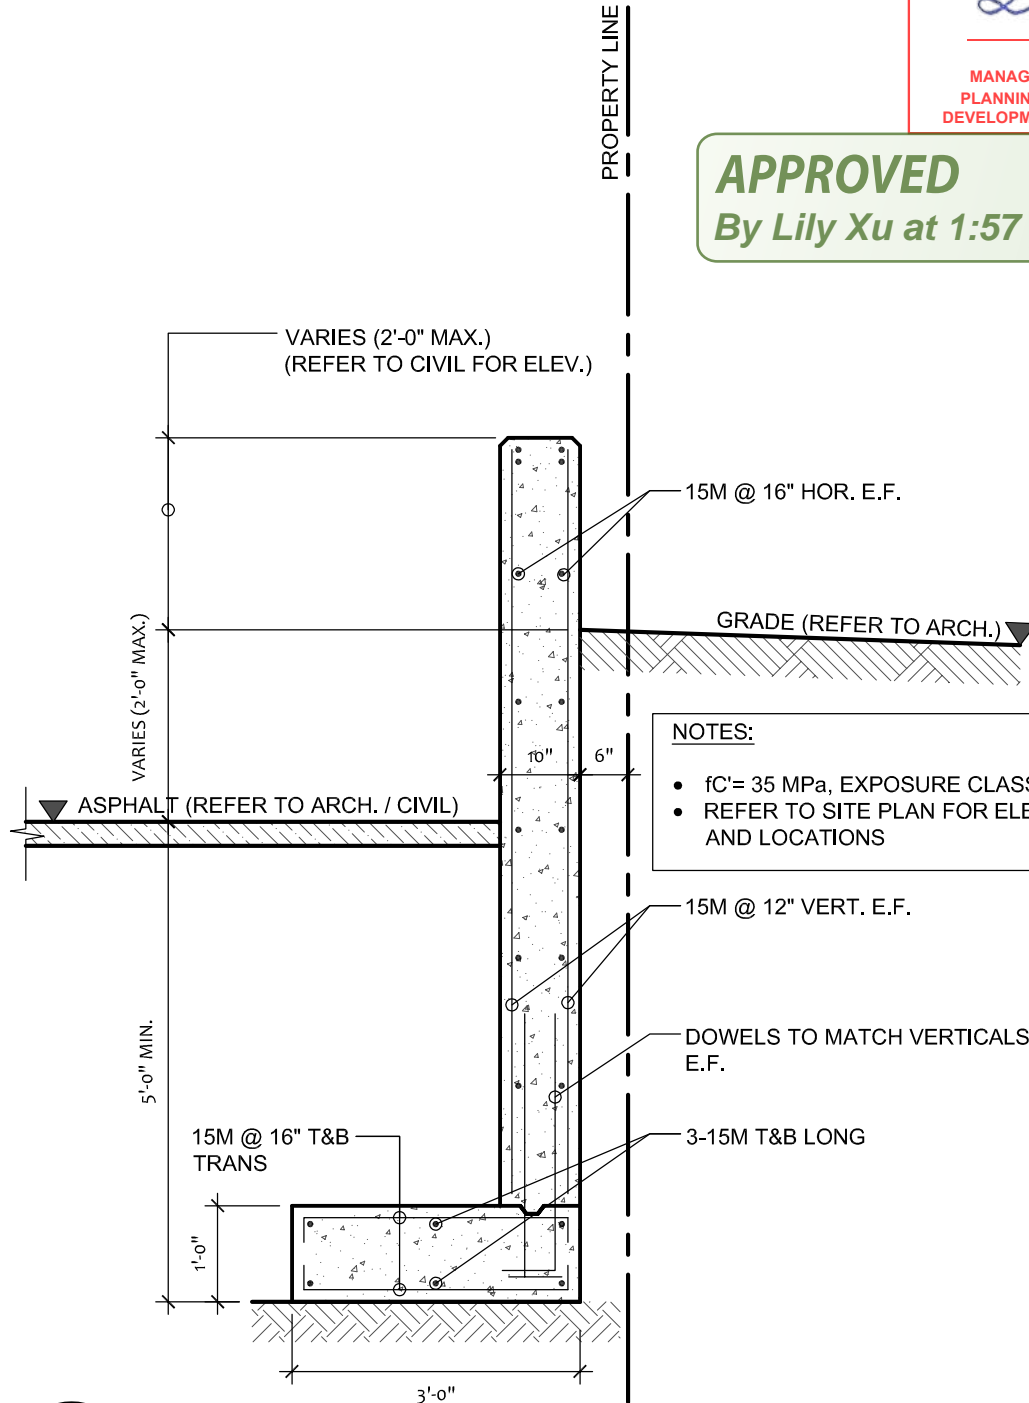 PROPERTY LINE
MANAG
PLANNIN
DEVELOPM
APPROVED
By Lily Xu at 1:57
VARIES (2'-0" MAX.)
(REFER TO CIVIL FOR ELEV.)
15M @ 16" HOR. E.F.
GRADE (REFER TO ARCH.)
VARIES (2'-0" MAX.)
10"
6"
NOTES:
• fC'= 35 MPa, EXPOSURE CLASS
• REFER TO SITE PLAN FOR ELE
AND LOCATIONS
ASPHALT (REFER TO ARCH. / CIVIL)
15M @ 12" VERT. E.F.
5'-0" MIN.
DOWELS TO MATCH VERTICALS
E.F.
15M @ 16" T&B
TRANS
3-15M T&B LONG
1'-0"
3'-0"